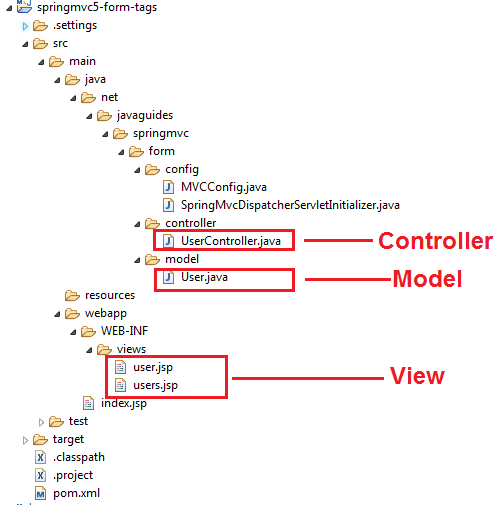 springmvc5-form-tags
.settings
src
main
java
net
javaguides
springmvc
form
config
MVCConfig.java
SpringMvcDispatcherServletInitializer.java
controller
UserController.java
Controller
model
User.java
Model
resources
webapp
WEB-INF
views
user.jsp
users.jsp
View
index.jsp
test
target
.classpath
.project
pom.xml